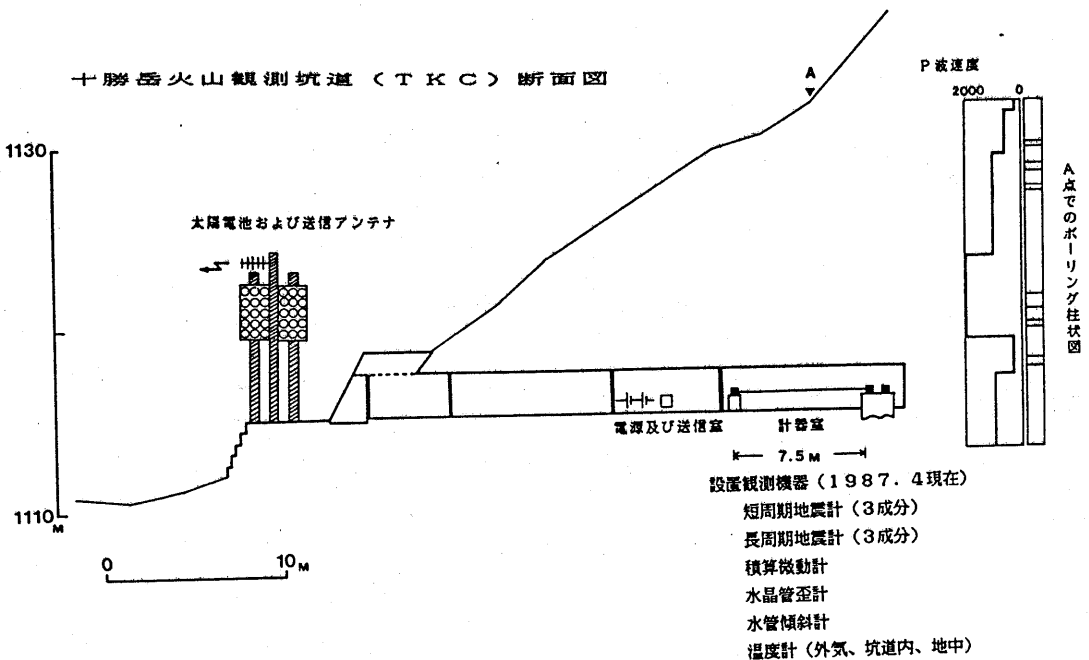 十勝岳火山観測坑道（TKC）断面図
A
P波速度
2000 0
1130
太陽電池および送信アンテナ
A点でのボーリング柱状図
電源及び送信室
計器室
7.5M
1110
M
0 10M
設置観測機器（1987.4現在）
短周期地震計（3成分）
長周期地震計（3成分）
積算微動計
水晶管歪計
水管傾斜計
温度計（外気、坑道内、地中）